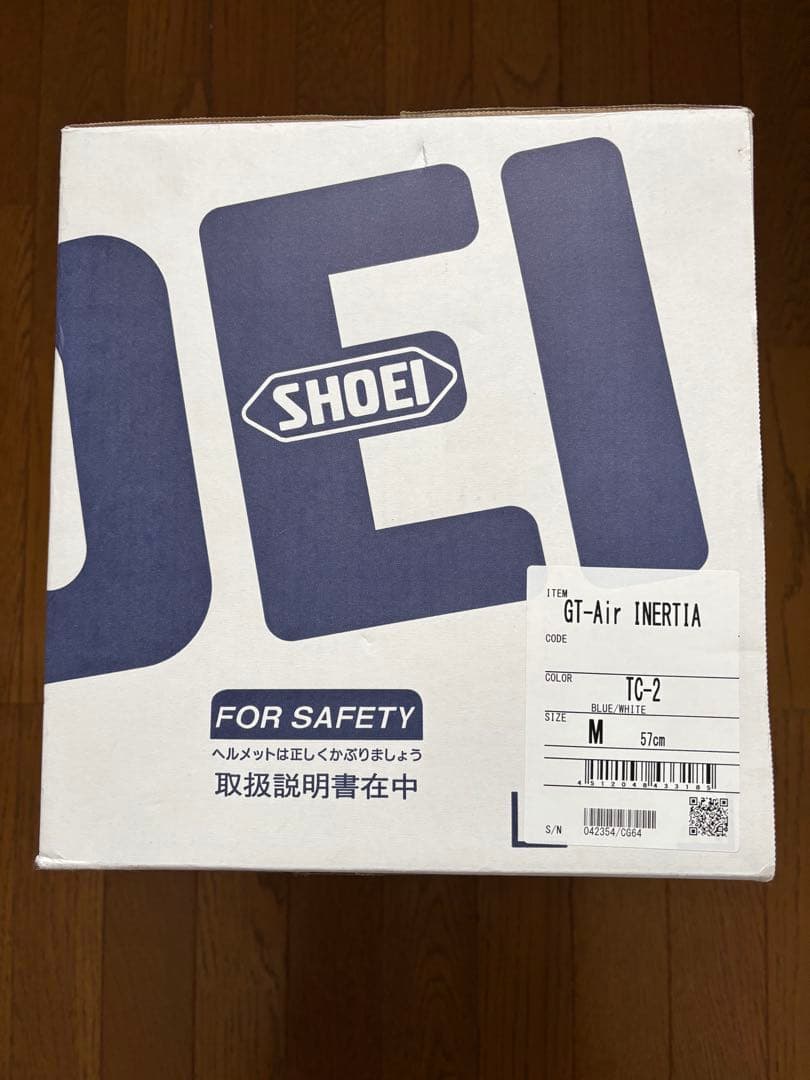 OEI
SHOEI
FOR SAFETY
ヘルメットは正しくかぶりましょう
取扱説明書在中
ITEM
GT-Air INERTIA
CODE
COLOR
TC-2
BLUE/WHITE
SIZE
M 57cm
4512048433185
S/N 042354/CG64